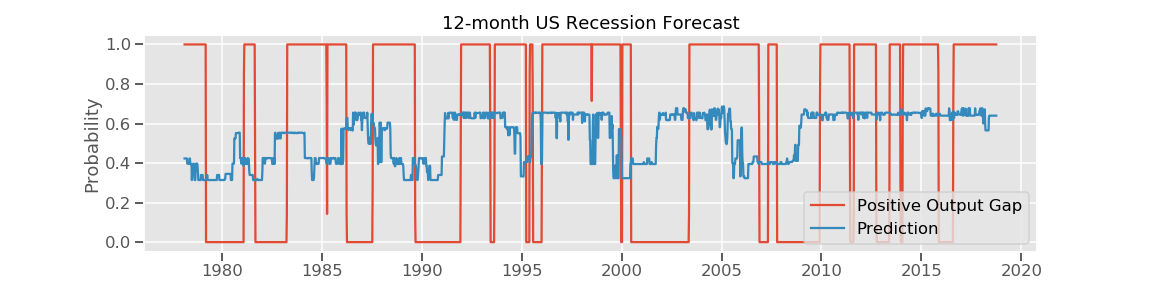 12-month US Recession Forecast
Probability
1.0
0.8
0.6
0.4
0.2
0.0
Positive Output Gap
Prediction
1980 1985 1990 1995 2000 2005 2010 2015 2020